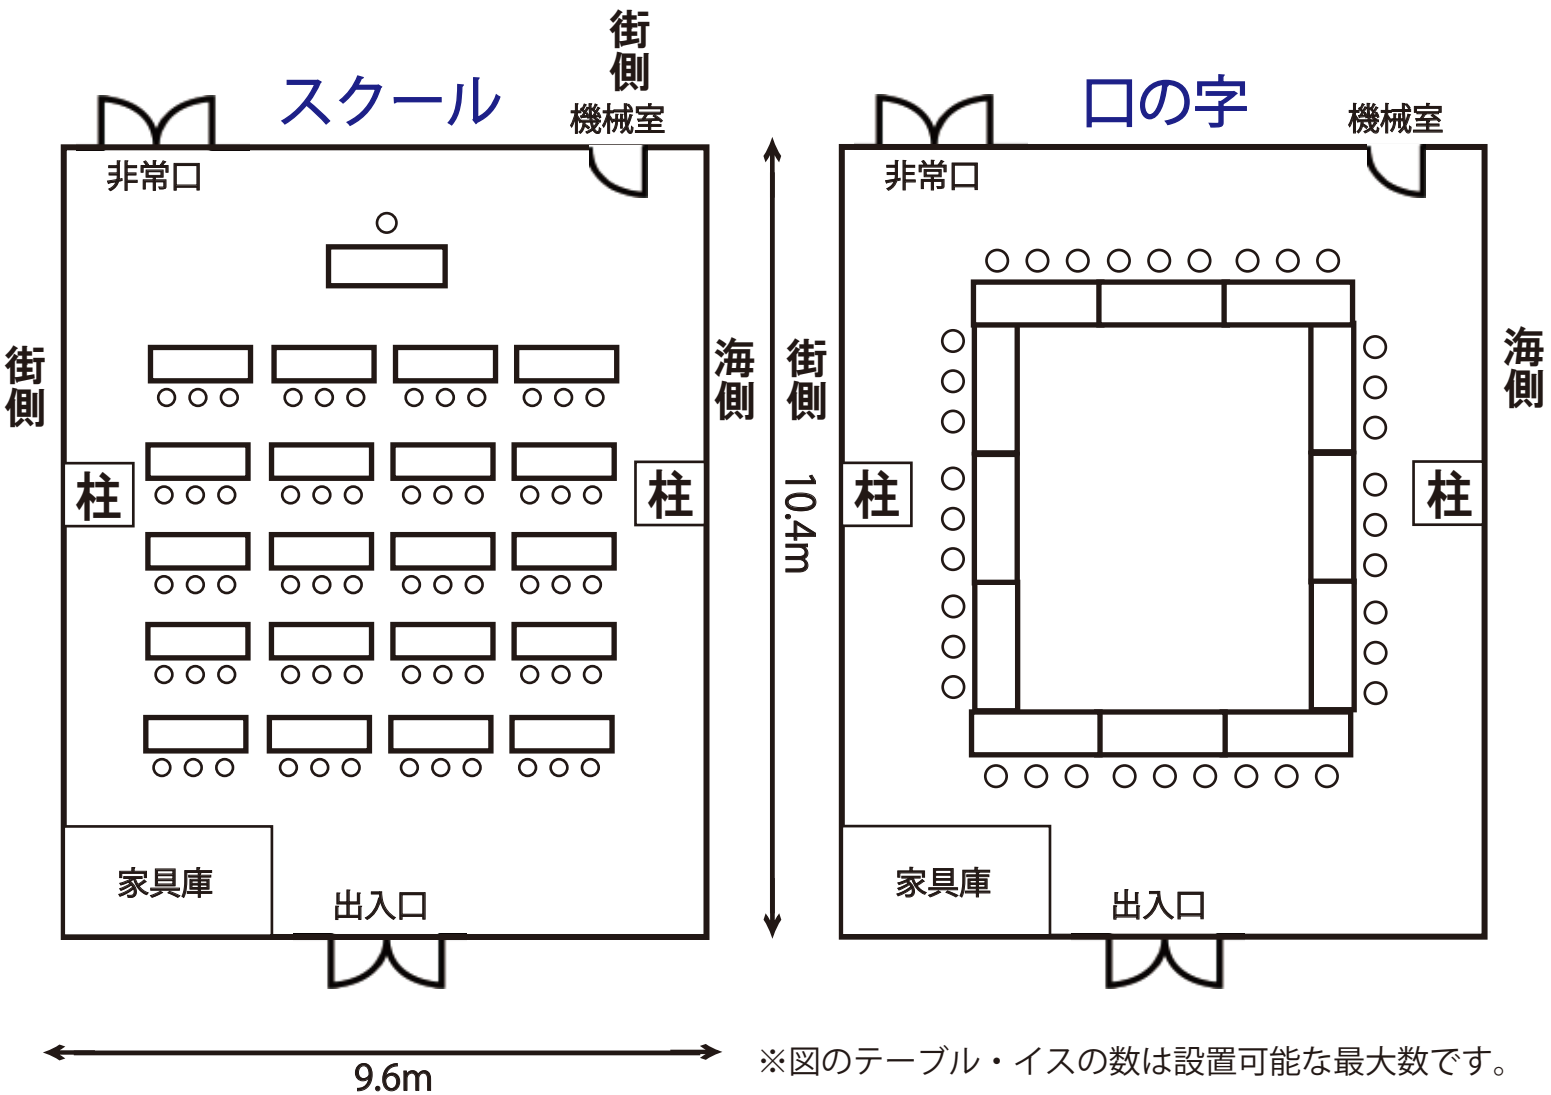 街側
スクール
機械室
非常口
街側
海側
柱
柱
家具庫
出入口
9.6m
10.4m
口の字
機械室
非常口
街側
海側
柱
柱
家具庫
出入口
※図のテーブル・イスの数は設置可能な最大数です。